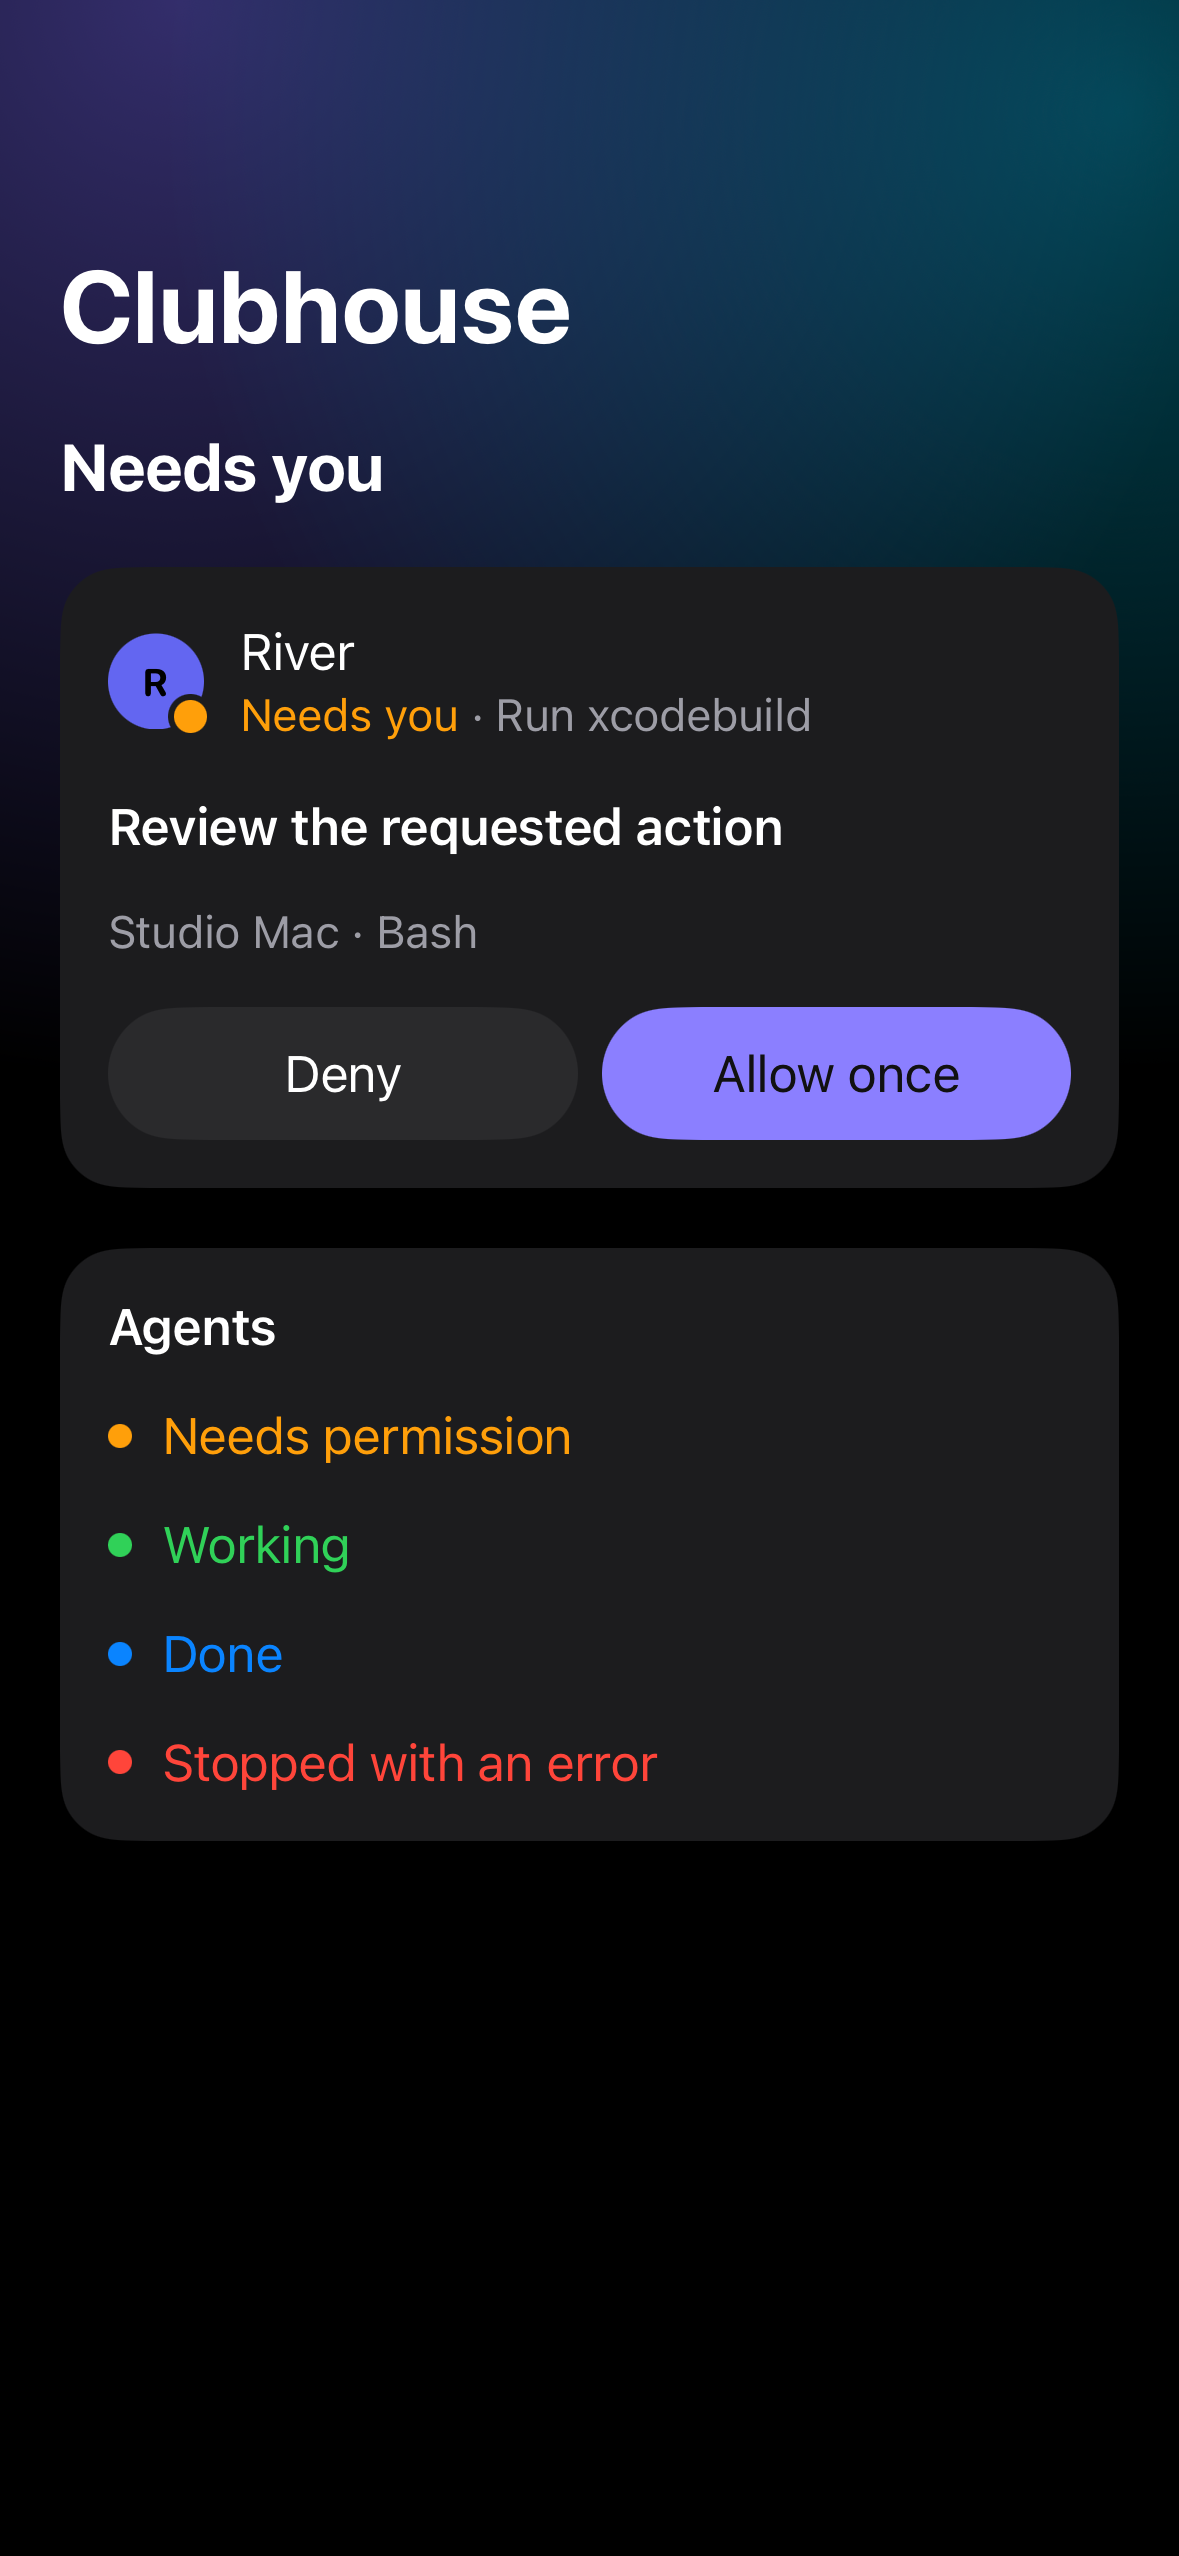 Clubhouse
Needs you
R
River
Needs you · Run xcodebuild
Review the requested action
Studio Mac · Bash
Deny
Allow once
Agents
Needs permission
Working
Done
Stopped with an error